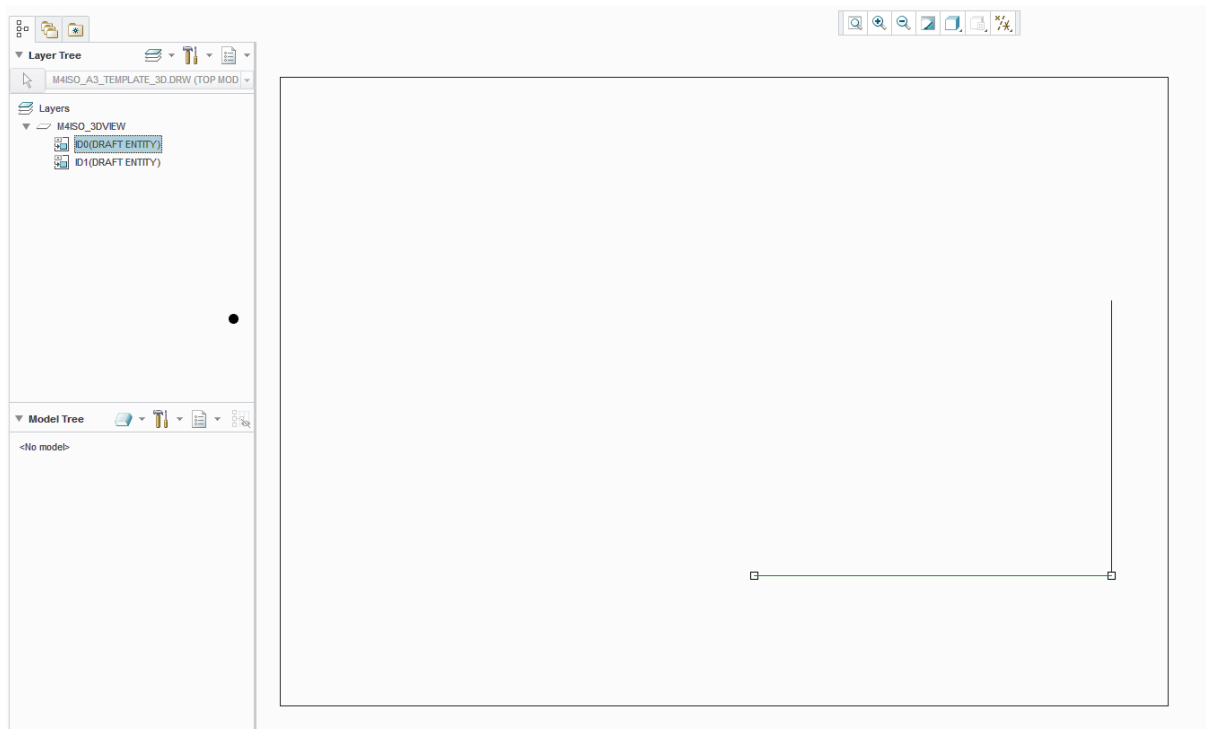 Layer Tree
M4ISO_A3_TEMPLATE_3D.DRW (TOP MOD
Layers
M4ISO_3DVIEW
ID0(DRAFT ENTITY)
ID1(DRAFT ENTITY)
Model Tree
<No model>